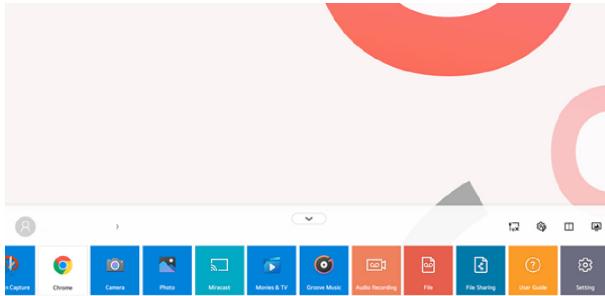 n Capture
Chrome
Camera
Photo
Miracast
Movies & TV
Groove Music
Audio Recording
File
File Sharing
User Guide
Setting